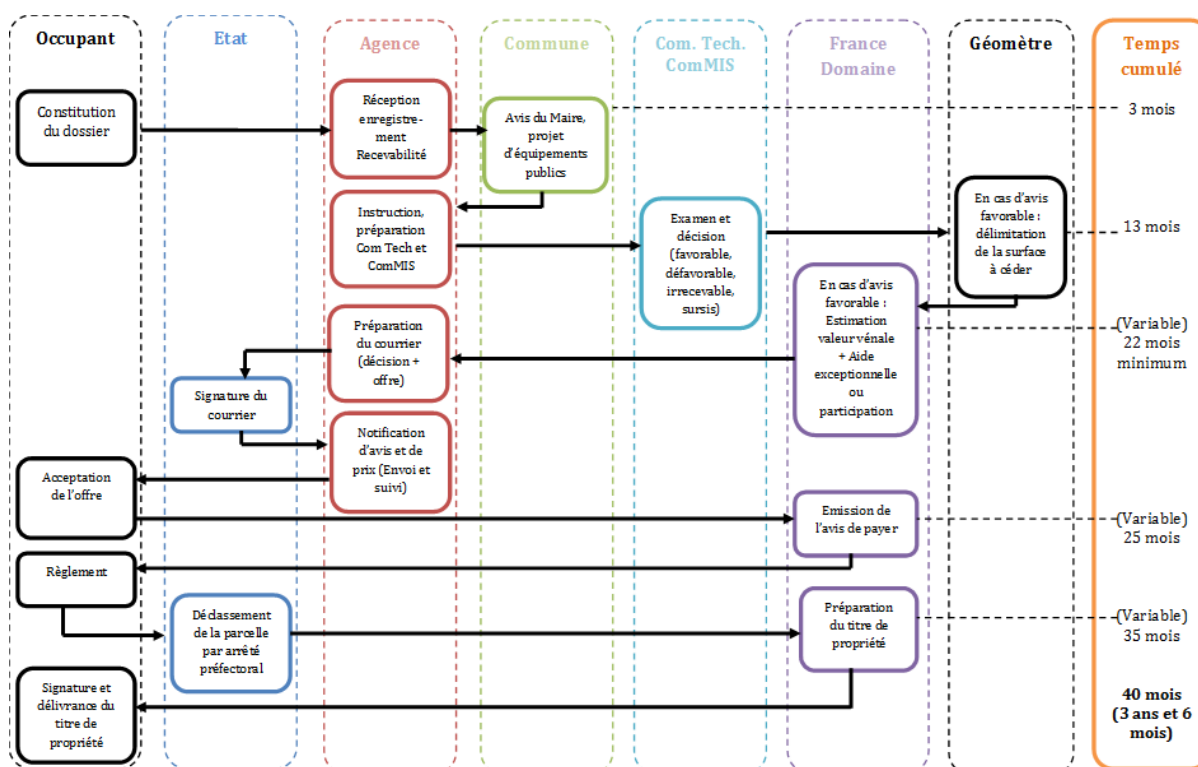 Occupant
Etat
Agence
Commune
Com. Tech.
ComMIS
France
Domaine
Géomètre
Temps
cumulé
Constitution
du dossier
Réception
enregistre-
ment
Recevabilité
Avis du Maire,
projet
d'équipements
publics
3 mois
Instruction,
préparation
Com Tech et
ComMIS
Examen et
décision
(favorable,
défavorable,
irrecevable,
sursis)
En cas d'avis
favorable :
délimitation
de la surface
à céder
13 mois
En cas d'avis
favorable :
Estimation
valeur vénale
+ Aide
exceptionnelle
ou
participation
(Variable)
22 mois
minimum
Préparation
du courrier
(décision +
offre)
Signature du
courrier
Notification
d'avis et de
prix (Envoi et
suivi)
Acceptation
de l'offre
Emission de
l'avis de payer
(Variable)
25 mois
Règlement
Déclassement
de la parcelle
par arrêté
préfectoral
Préparation
du titre de
propriété
(Variable)
35 mois
Signature et
délivrance du
titre de
propriété
40 mois
(3 ans et 6
mois)